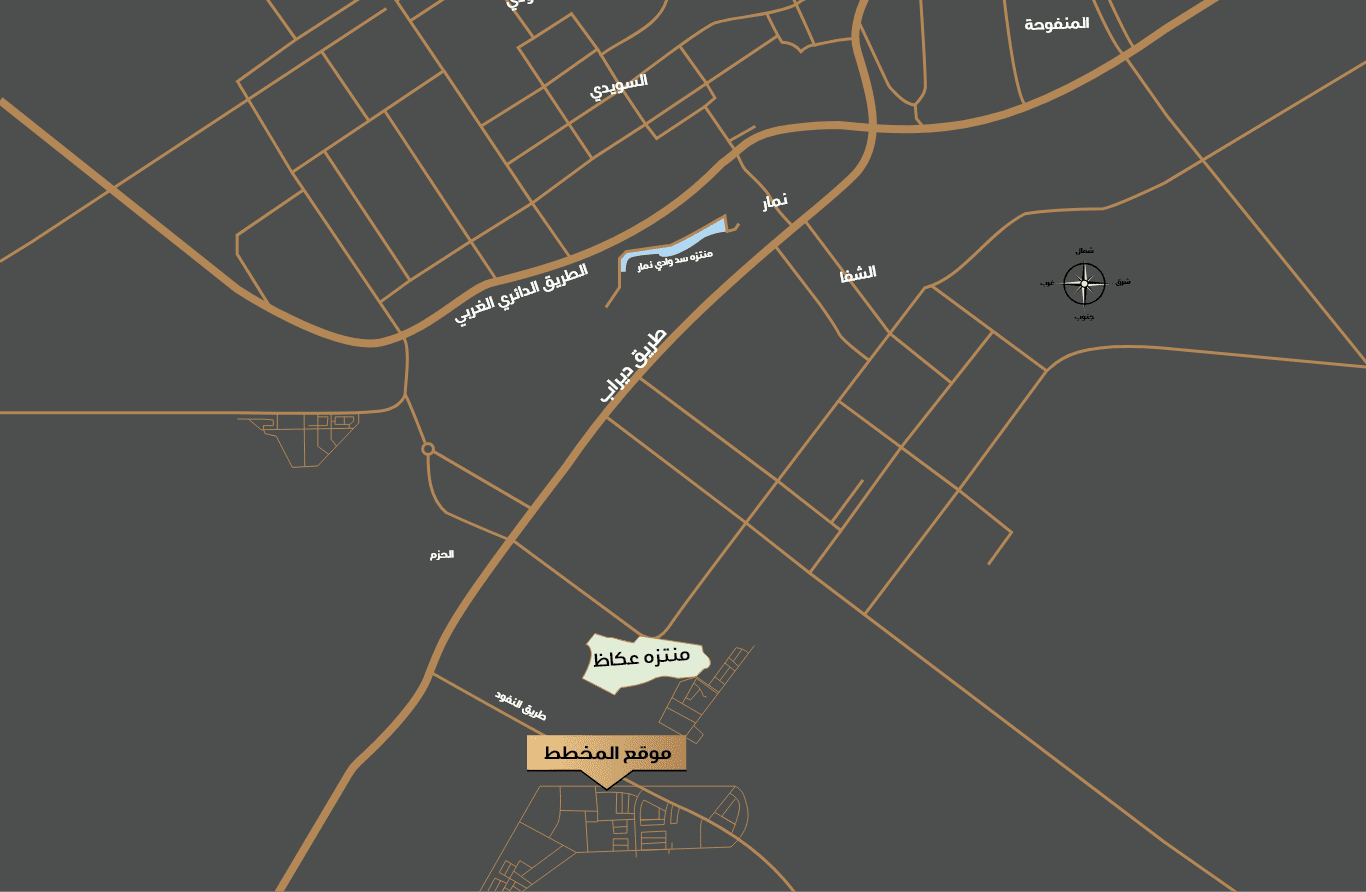 المنفوحة
السويدي
نمار
منتزه سد وادي نمار
الشفا
شمال
شرق
غرب
جنوب
الطريق الدائري الغربي
طريق ديراب
الحزم
منتزه عكاظ
طريق النفود
موقع المخطط